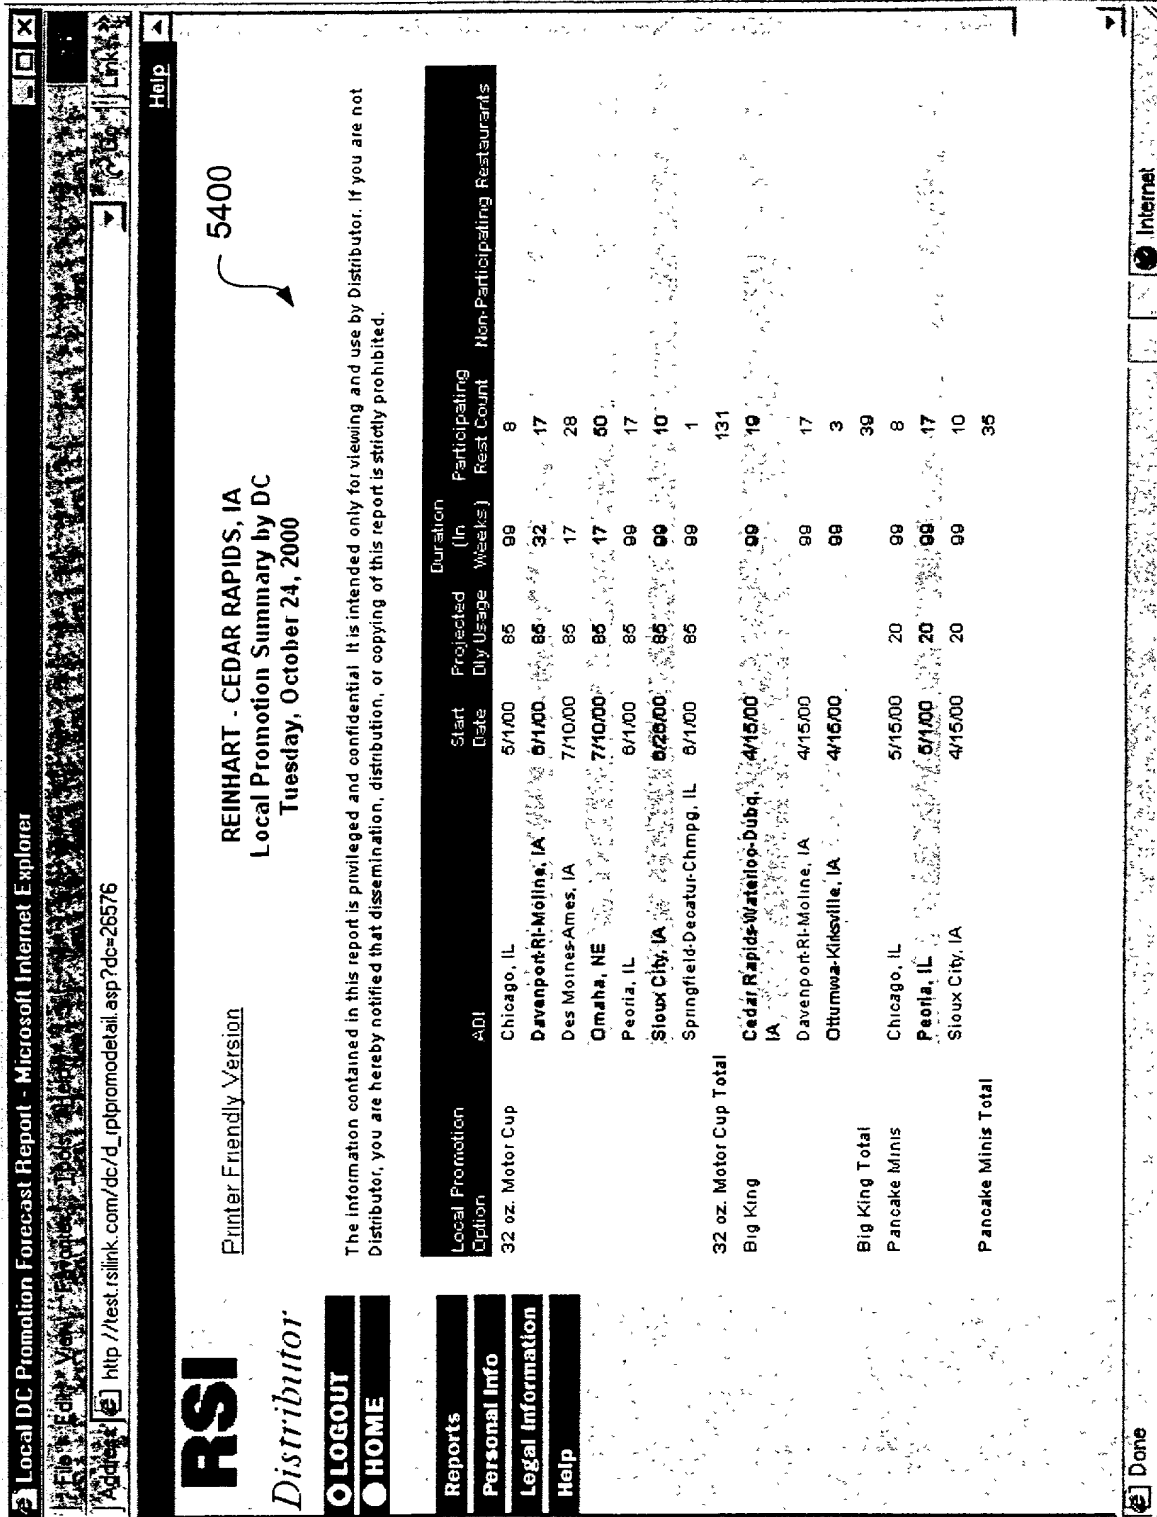 Local DC Promotion Forecast Report - Microsoft Internet Explorer
File Edit View Favorites Tools Help
Address http://test.rsilink.com/dc/d_rptpromodetail.asp?dc=26576 Go Links »
Help
RSI
Distributor
LOGOUT
HOME
Reports
Personal Info
Legal Information
Help
Printer Friendly Version
REINHART - CEDAR RAPIDS, IA
Local Promotion Summary by DC
Tuesday, October 24, 2000
5400
The information contained in this report is privileged and confidential It is intended only for viewing and use by Distributor. If you are not
Distributor, you are hereby notified that dissemination, distribution, or copying of this report is strictly prohibited.
Local Promotion Option ADI Start Date Projected Dly Usage Duration (In Weeks) Participating Rest Count Non-Participating Restaurants
32 oz. Motor Cup Chicago, IL 5/1/00 85 99 8
Davenport-RI-Moline, IA 6/1/00 85 32 17
Des Moines-Ames, IA 7/10/00 85 17 28
Omaha, NE 7/10/00 85 17 50
Peoria, IL 6/1/00 85 99 17
Sioux City, IA 6/26/00 85 99 10
Springfield-Decatur-Chmpg, IL 6/1/00 85 99 1
32 oz. Motor Cup Total 131
Big King Cedar Rapids-Waterloo-Dubq, IA 4/15/00 99 19
Davenport-RI-Moline, IA 4/15/00 99 17
Ottumwa-Kirksville, IA 4/15/00 99 3
Big King Total 39
Pancake Minis Chicago, IL 5/15/00 20 99 8
Peoria, IL 5/1/00 20 99 17
Sioux City, IA 4/15/00 20 99 10
Pancake Minis Total 35
Done
Internet